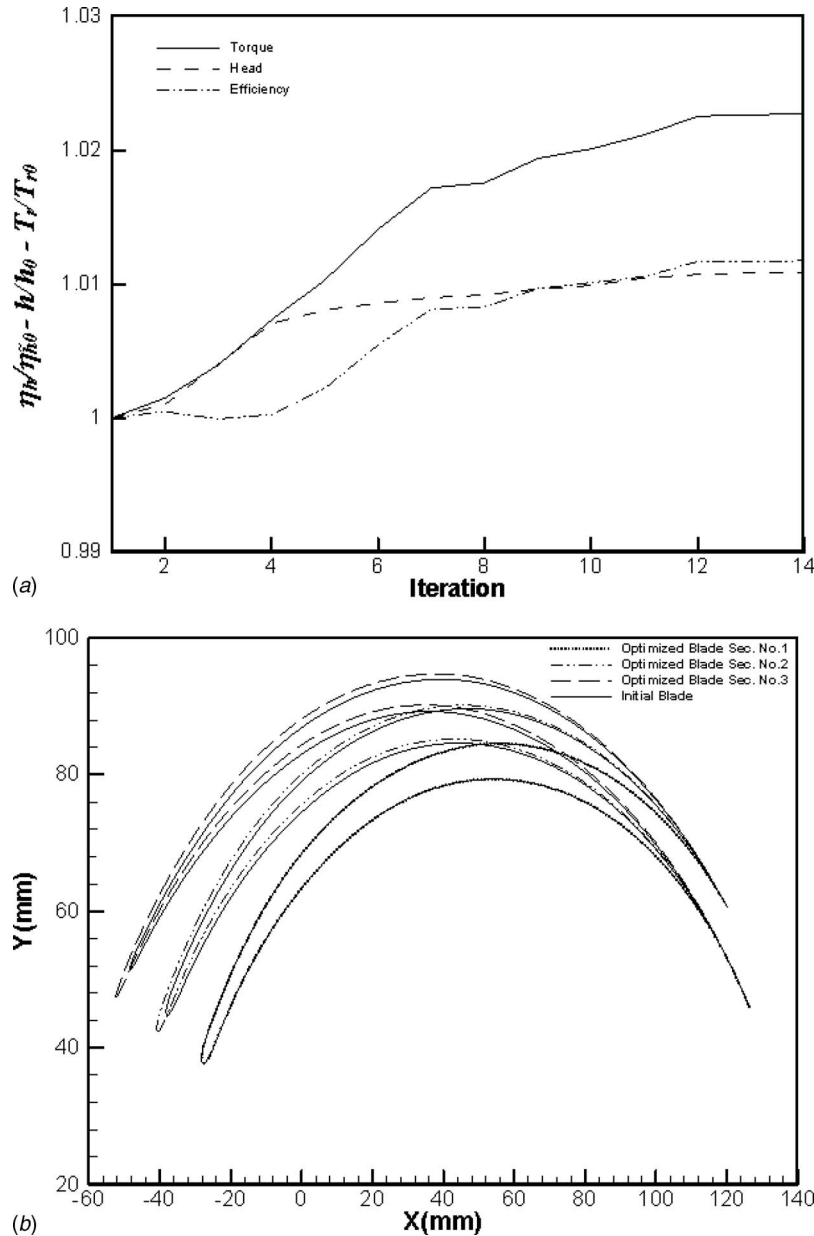 1.03
Torque
Head
Efficiency
1.02
1.01
1
0.99
ηh/ηh0 - h/h0 - Tr/Tr0
2 4 6 8 10 12 14
Iteration
(a)
100
Optimized Blade Sec. No.1
Optimized Blade Sec. No.2
Optimized Blade Sec. No.3
Initial Blade
80
60
40
20
Y(mm)
-60 -40 -20 0 20 40 60 80 100 120 140
X(mm)
(b)